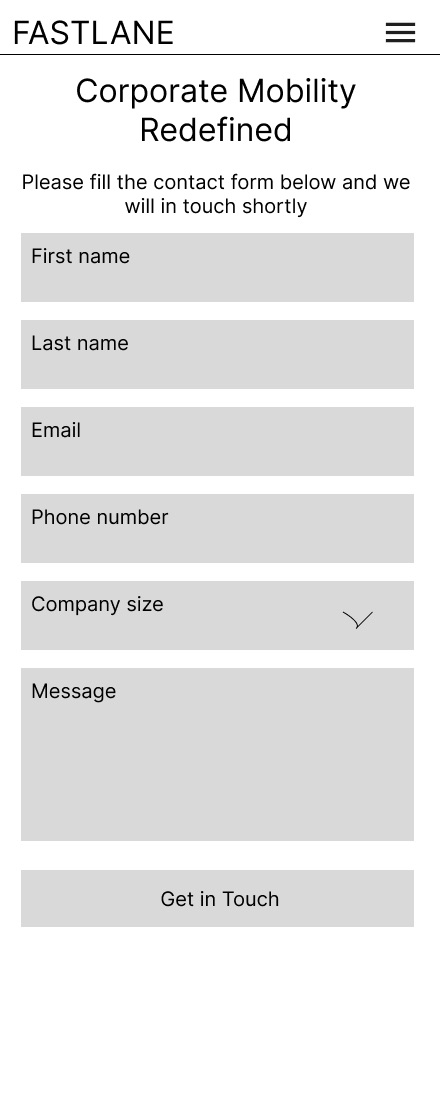 FASTLANE
Corporate Mobility
Redefined
Please fill the contact form below and we
will in touch shortly
First name
Last name
Email
Phone number
Company size
Message
Get in Touch